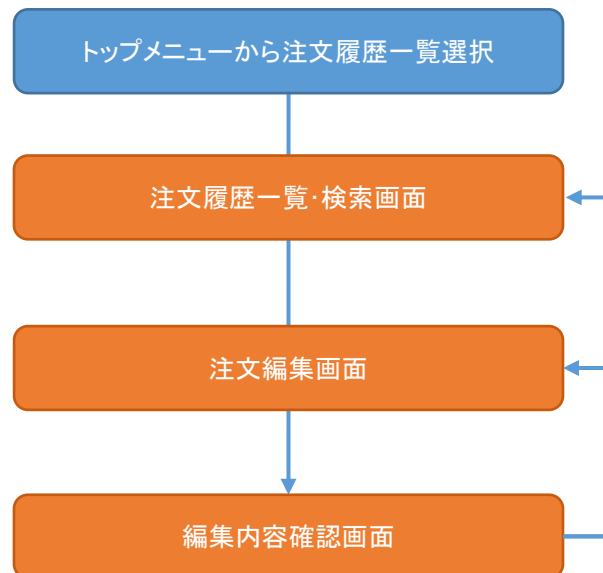 トップメニューから注文履歴一覧選択
注文履歴一覧・検索画面
注文編集画面
編集内容確認画面